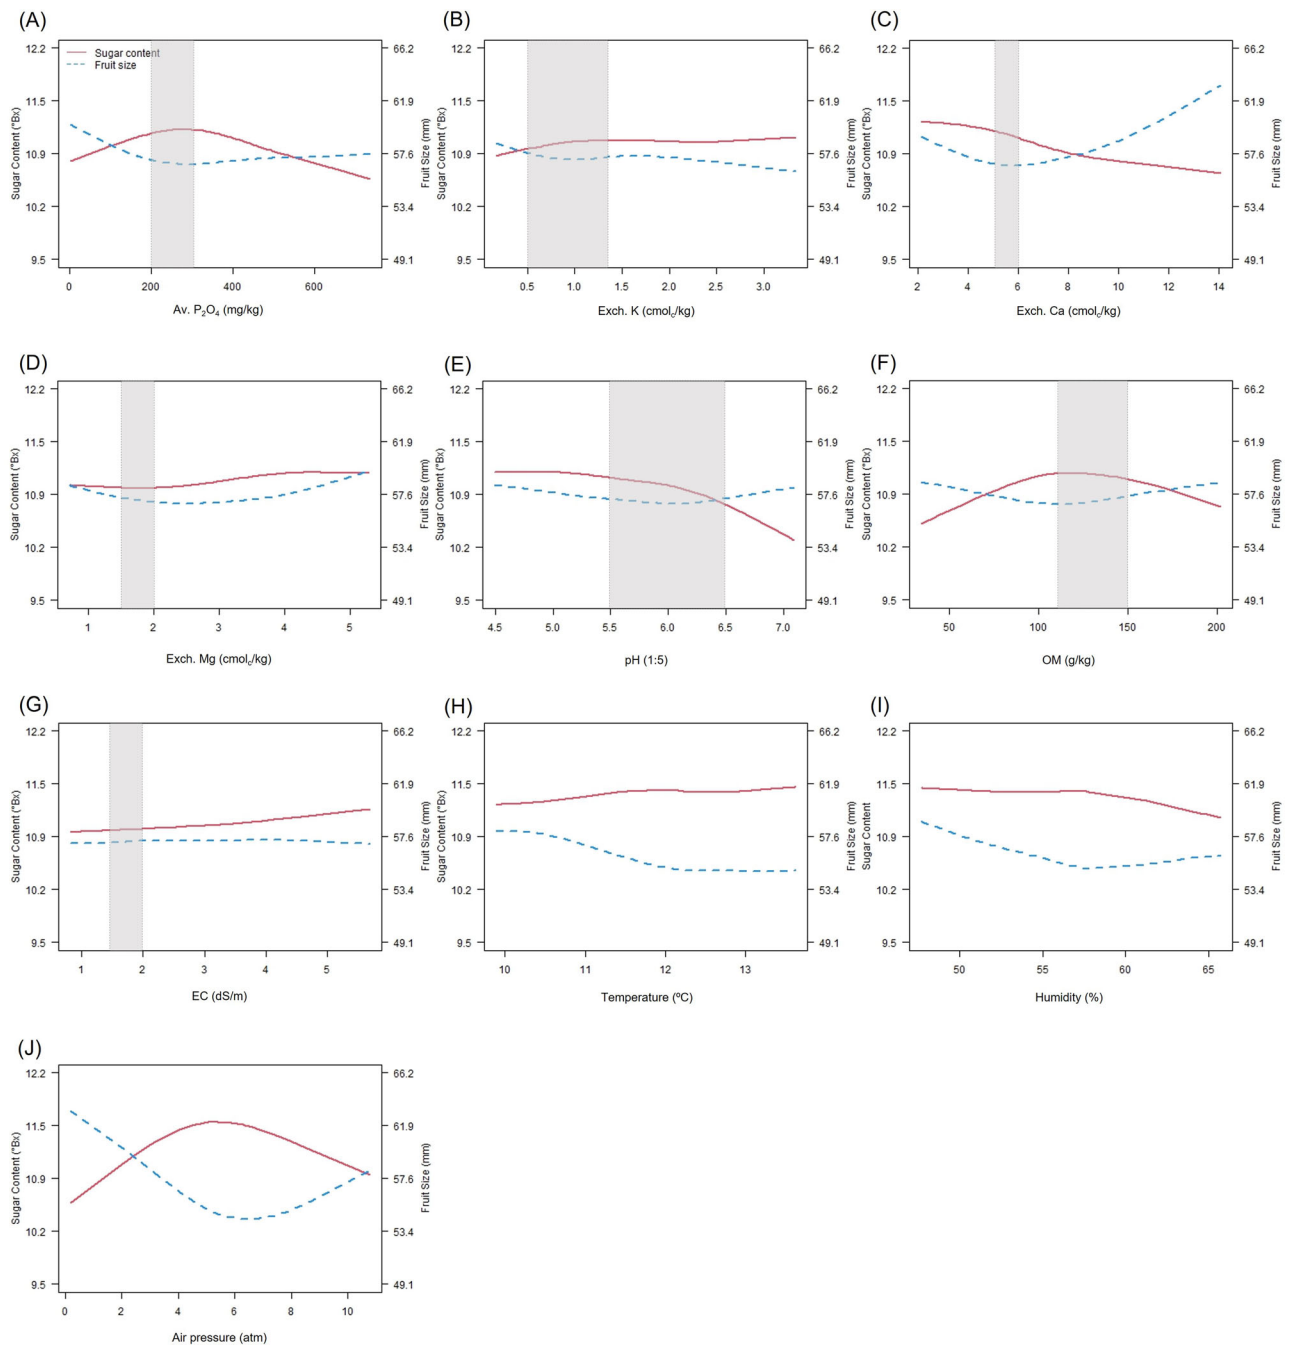 (A)
12.2
11.5
10.9
10.2
9.5
Sugar Content (°Bx)
Sugar content
Fruit size
66.2
61.9
57.6
53.4
49.1
Fruit Size (mm)
0 200 400 600
Av. P₂O₄ (mg/kg)
(B)
12.2
11.5
10.9
10.2
9.5
Sugar Content (°Bx)
66.2
61.9
57.6
53.4
49.1
Fruit Size (mm)
0.5 1.0 1.5 2.0 2.5 3.0
Exch. K (cmolc/kg)
(C)
12.2
11.5
10.9
10.2
9.5
Sugar Content (°Bx)
66.2
61.9
57.6
53.4
49.1
Fruit Size (mm)
2 4 6 8 10 12 14
Exch. Ca (cmolc/kg)
(D)
12.2
11.5
10.9
10.2
9.5
Sugar Content (°Bx)
66.2
61.9
57.6
53.4
49.1
Fruit Size (mm)
1 2 3 4 5
Exch. Mg (cmolc/kg)
(E)
12.2
11.5
10.9
10.2
9.5
Sugar Content (°Bx)
66.2
61.9
57.6
53.4
49.1
Fruit Size (mm)
4.5 5.0 5.5 6.0 6.5 7.0
pH (1:5)
(F)
12.2
11.5
10.9
10.2
9.5
Sugar Content (°Bx)
66.2
61.9
57.6
53.4
49.1
Fruit Size (mm)
50 100 150 200
OM (g/kg)
(G)
12.2
11.5
10.9
10.2
9.5
Sugar Content (°Bx)
66.2
61.9
57.6
53.4
49.1
Fruit Size (mm)
1 2 3 4 5
EC (dS/m)
(H)
12.2
11.5
10.9
10.2
9.5
Sugar Content (°Bx)
66.2
61.9
57.6
53.4
49.1
Fruit Size (mm)
10 11 12 13
Temperature (ºC)
(I)
12.2
11.5
10.9
10.2
9.5
Sugar Content
66.2
61.9
57.6
53.4
49.1
Fruit Size (mm)
50 55 60 65
Humidity (%)
(J)
12.2
11.5
10.9
10.2
9.5
Sugar Content (°Bx)
66.2
61.9
57.6
53.4
49.1
Fruit Size (mm)
0 2 4 6 8 10
Air pressure (atm)